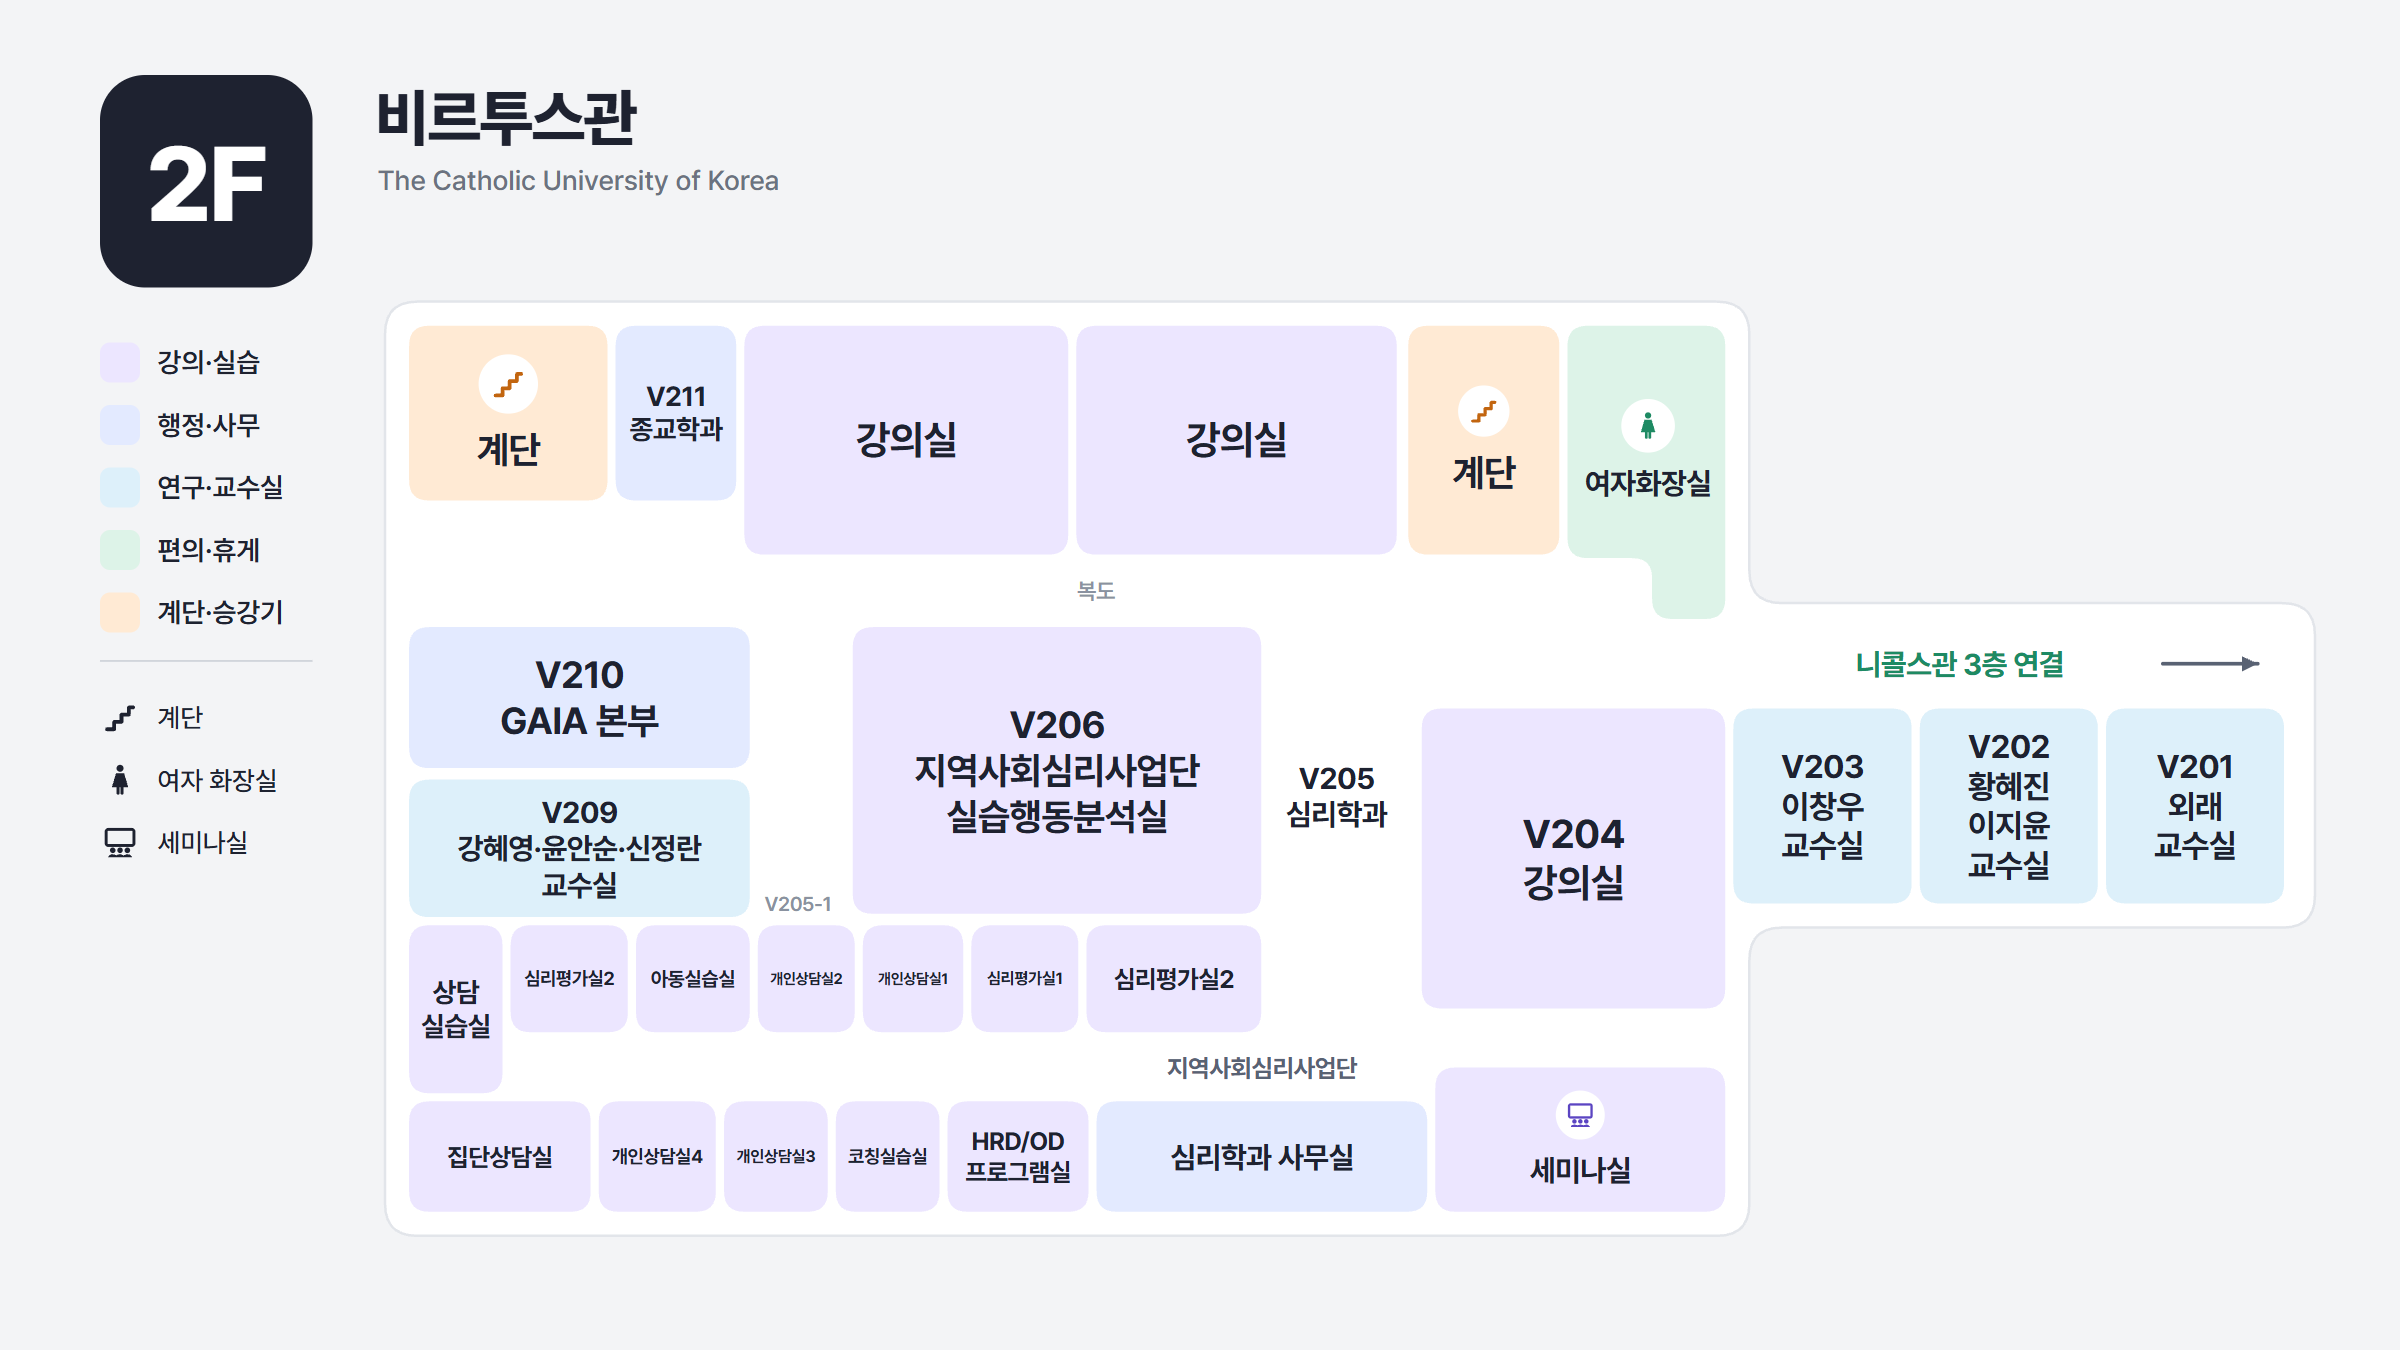 2F
비르투스관
The Catholic University of Korea
강의·실습
행정·사무
연구·교수실
편의·휴게
계단·승강기
계단
여자 화장실
세미나실
계단
V211
종교학과
강의실
강의실
계단
여자화장실
복도
니콜스관 3층 연결
V210
GAIA 본부
V209
강혜영·윤안순·신정란
교수실
V205-1
V206
지역사회심리사업단
실습행동분석실
V205
심리학과
V204
강의실
V203
이창우
교수실
V202
황혜진
이지윤
교수실
V201
외래
교수실
상담
실습실
심리평가실2
아동실습실
개인상담실2
개인상담실1
심리평가실1
심리평가실2
지역사회심리사업단
집단상담실
개인상담실4
개인상담실3
코칭실습실
HRD/OD
프로그램실
심리학과 사무실
세미나실